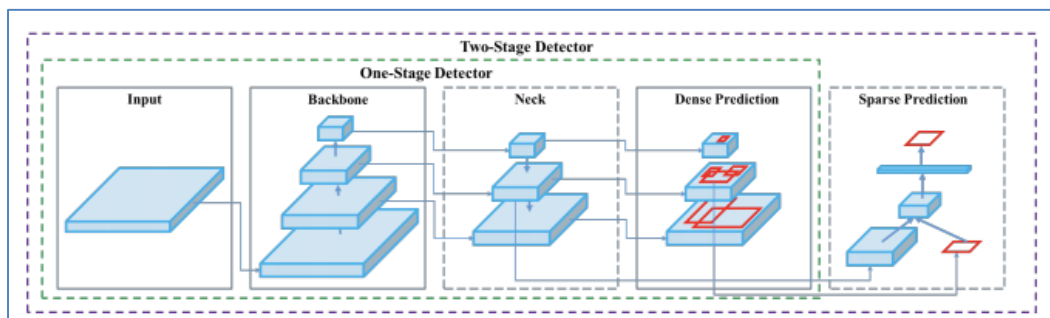 Two-Stage Detector
One-Stage Detector
Input
Backbone
Neck
Dense Prediction
Sparse Prediction